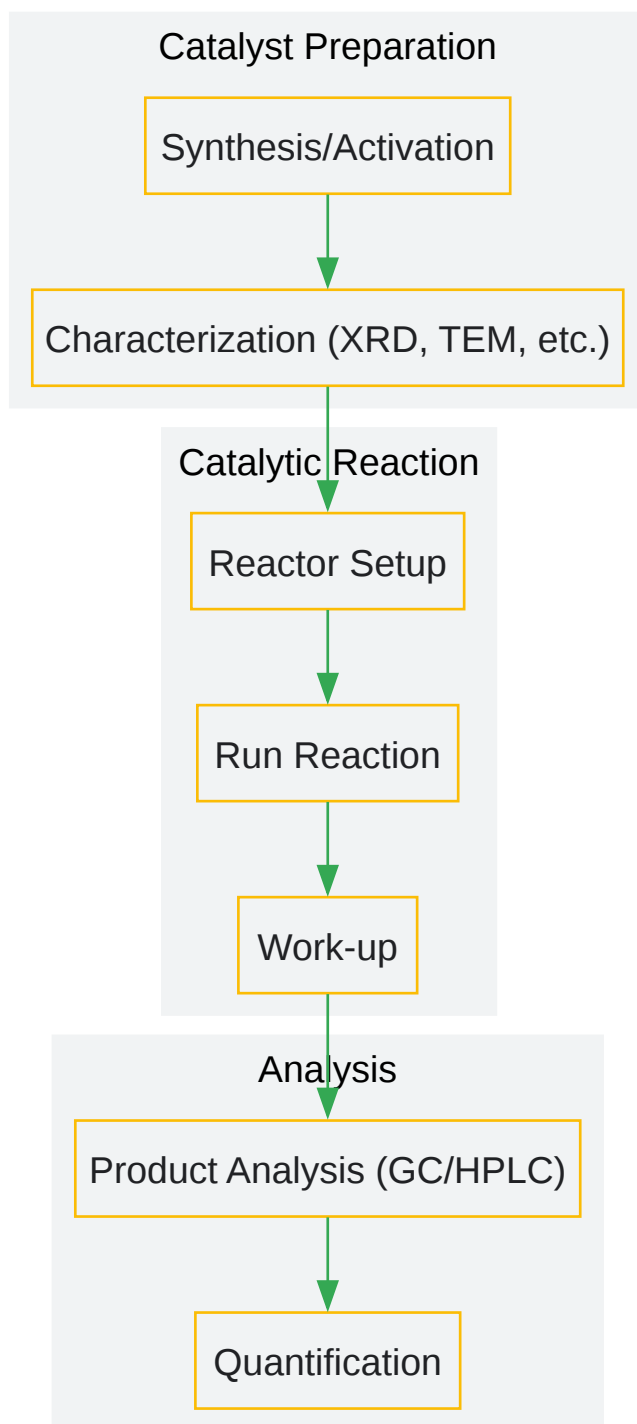 Catalyst Preparation
Synthesis/Activation
Characterization (XRD, TEM, etc.)
Catalytic Reaction
Reactor Setup
Run Reaction
Work-up
Analysis
Product Analysis (GC/HPLC)
Quantification